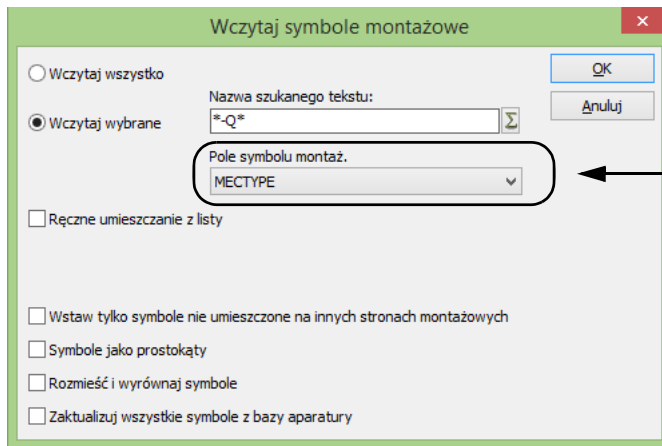 Wczytaj symbole montażowe
×
Wczytaj wszystko
OK
Nazwa szukanego tekstu:
Wczytaj wybrane
*-Q*
Σ
Anuluj
Pole symbolu montaż.
MECTYPE
Ręczne umieszczanie z listy
Wstaw tylko symbole nie umieszczone na innych stronach montażowych
Symbole jako prostokąty
Rozmieść i wyrównaj symbole
Zaktualizuj wszystkie symbole z bazy aparatury